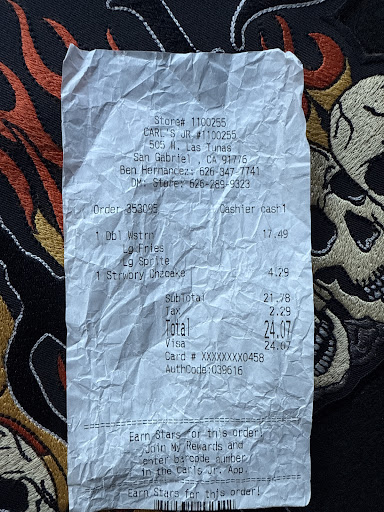 Store# 1100255
CARL'S JR #1100255
505 W. Las Tunas
San Gabriel , CA 91776
Ben Hernandez: 626-347-7741
DM: Store: 626-289-9323
Order 353095 Cashier cash1
1 Dbl Wstrn 17.49
Lg Fries
Lg Sprite
1 Strwbry Chzcake 4.29
SubTotal 21.78
Tax 2.29
Total 24.07
Visa 24.07
Card # XXXXXXXX0458
AuthCode:039616
Earn Stars for this order!
Join My Rewards and
enter barcode number
in the Carls Jr. App.
Earn Stars for this order!